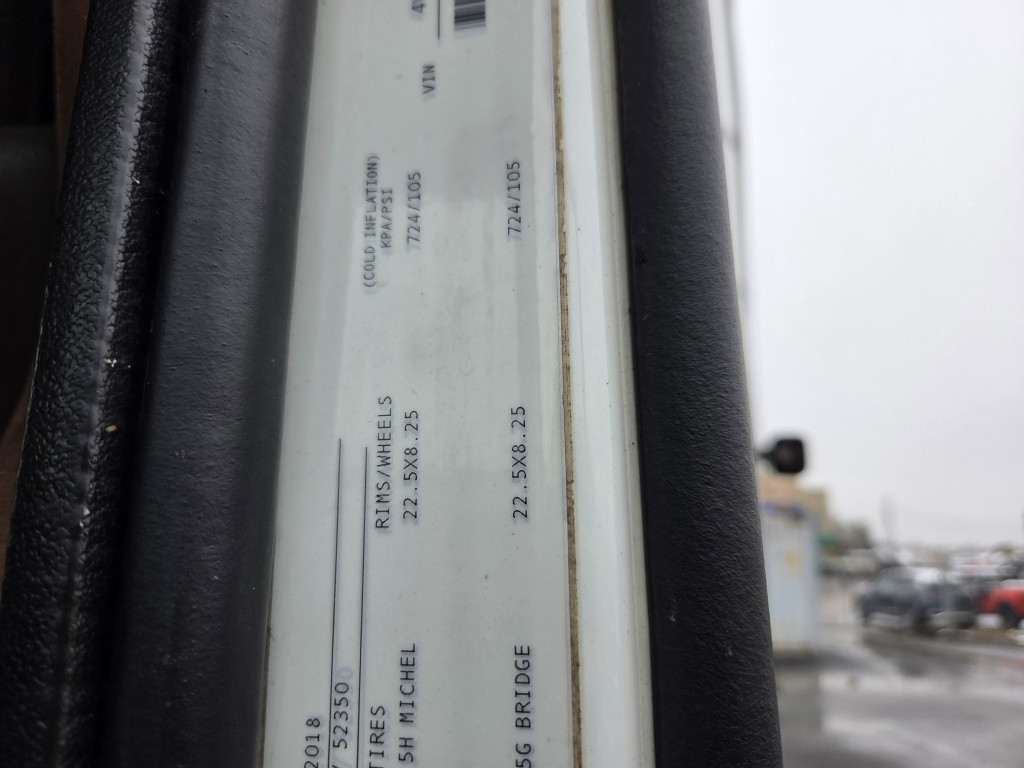 2018
/ 52350
TIRES RIMS/WHEELS (COLD INFLATION)
KPA/PSI
5H MICHEL 22.5X8.25 724/105
VIN 4
5G BRIDGE 22.5X8.25 724/105